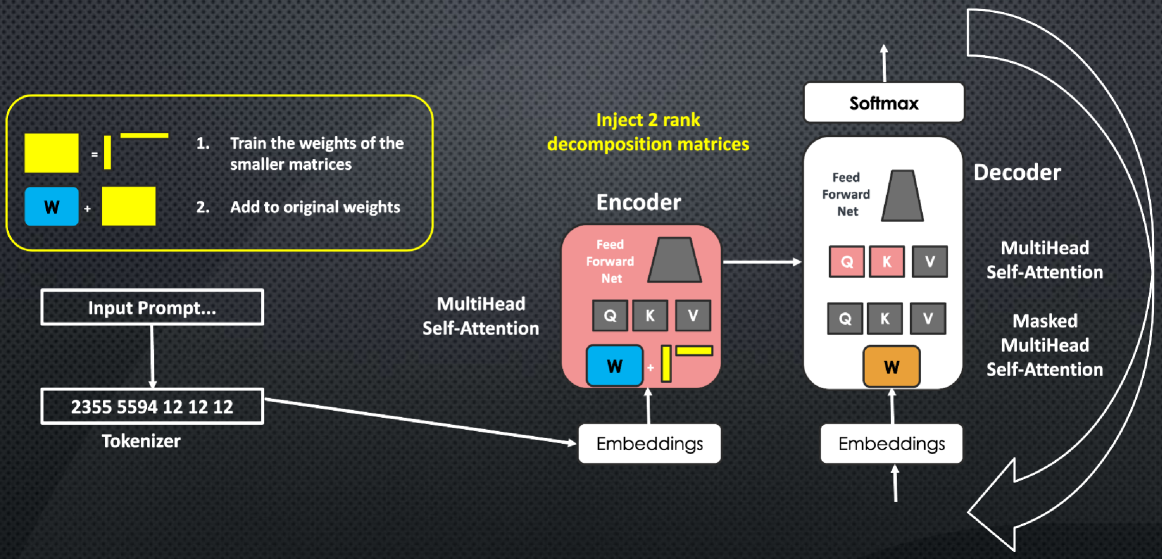 =
1. Train the weights of the
smaller matrices
W +
2. Add to original weights
Input Prompt...
2355 5594 12 12 12
Tokenizer
Inject 2 rank
decomposition matrices
Encoder
Feed
Forward
Net
MultiHead
Self-Attention
Q K V
W +
Embeddings
Softmax
Decoder
Feed
Forward
Net
Q K V
MultiHead
Self-Attention
Q K V
Masked
MultiHead
Self-Attention
W
Embeddings